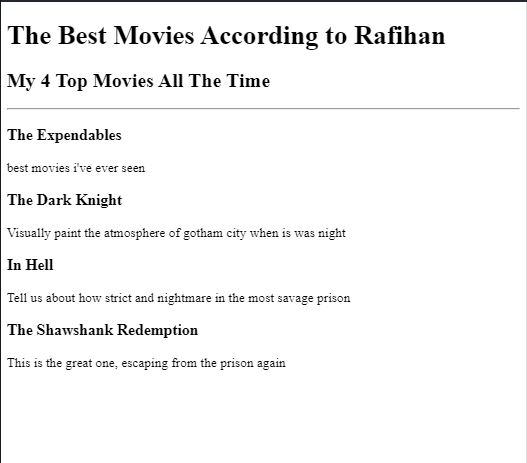 The Best Movies According to Rafihan
My 4 Top Movies All The Time
The Expendables
best movies i've ever seen
The Dark Knight
Visually paint the atmosphere of gotham city when is was night
In Hell
Tell us about how strict and nightmare in the most savage prison
The Shawshank Redemption
This is the great one, escaping from the prison again